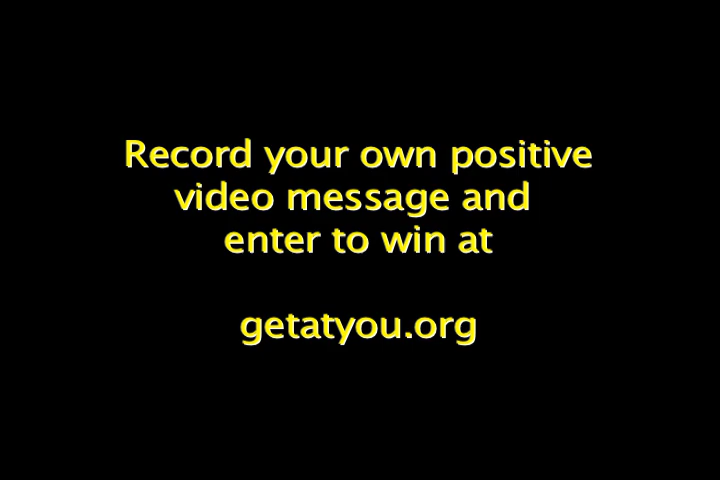 Record your own positive
video message and
enter to win at
getatyou.org